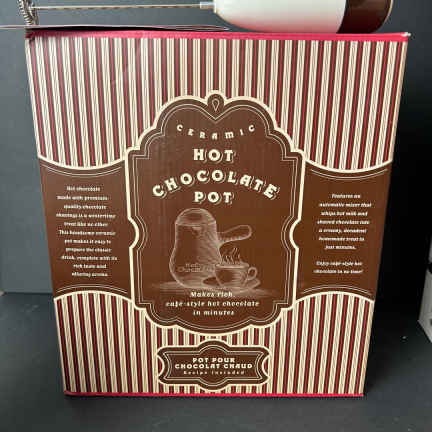 CERAMIC
HOT
CHOCOLATE
POT
Hot chocolate
made with premium-
quality chocolate
shavings is a wintertime
treat like no other.
This handsome ceramic
pot makes it easy to
prepare the classic
drink, complete with its
rich taste and
alluring aroma.
Features an
automatic mixer that
whips hot milk and
shaved chocolate into
a creamy, decadent
homemade treat in
just minutes.
Enjoy café-style hot
chocolate in no time!
Hot
Chocolate
Makes rich,
café-style hot chocolate
in minutes
POT POUR
CHOCOLAT CHAUD
Recipe Included